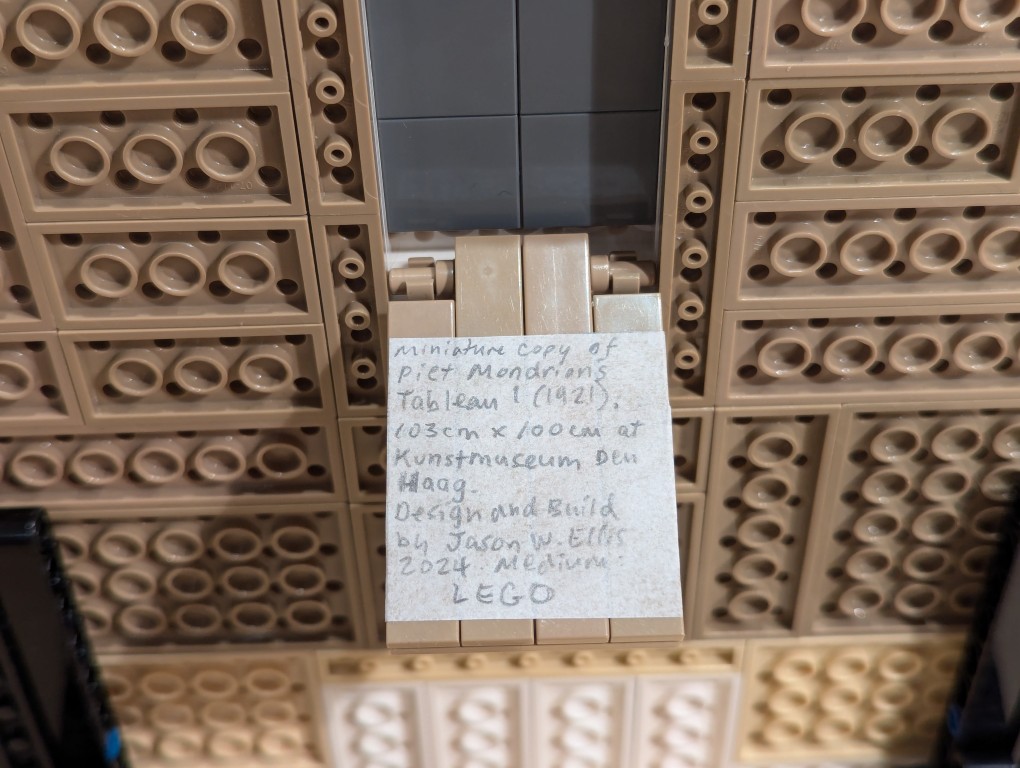 miniature copy of
piet Mondrians
Tableau I (1921).
103cm x 100cm at
Kunstmuseum Den
Haag.
Design and Build
by Jason W. Ellis
2024. Medium:
LEGO